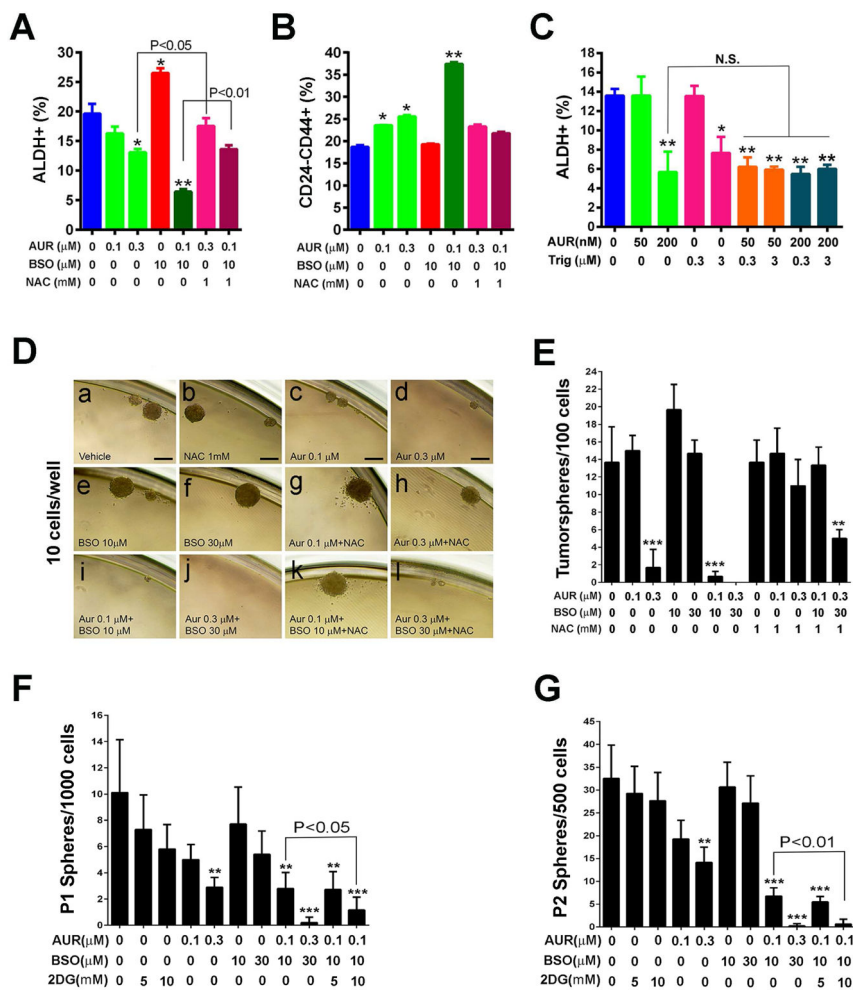 A
P<0.05
P<0.01
ALDH+ (%)
30
25
20
15
10
5
0
*
*
**
AUR (μM) 0 0.1 0.3 0 0.1 0.3 0.1
BSO (μM) 0 0 0 10 10 0 10
NAC (mM) 0 0 0 0 0 1 1
B
CD24-CD44+ (%)
40
35
30
25
20
15
10
5
0
*
*
**
AUR (μM) 0 0.1 0.3 0 0.1 0.3 0.1
BSO (μM) 0 0 0 10 10 0 10
NAC (mM) 0 0 0 0 0 1 1
C
N.S.
ALDH+ (%)
16
14
12
10
8
6
4
2
0
**
*
**
**
**
**
AUR(nM) 0 50 200 0 0 50 50 200 200
Trig (μM) 0 0 0 0.3 3 0.3 3 0.3 3
D
10 cells/well
a
Vehicle
b
NAC 1mM
c
Aur 0.1 μM
d
Aur 0.3 μM
e
BSO 10μM
f
BSO 30μM
g
Aur 0.1 μM+NAC
h
Aur 0.3 μM+NAC
i
Aur 0.1 μM+
BSO 10 μM
j
Aur 0.3 μM+
BSO 30 μM
k
Aur 0.1 μM+
BSO 10 μM+NAC
l
Aur 0.3 μM+
BSO 30 μM+NAC
E
Tumorspheres/100 cells
24
22
20
18
16
14
12
10
8
6
4
2
0
***
***
**
AUR (μM) 0 0.1 0.3 0 0 0.1 0.3 0 0.1 0.3 0.1 0.3
BSO (μM) 0 0 0 10 30 10 30 0 0 0 10 30
NAC (mM) 0 0 0 0 0 0 0 1 1 1 1 1
F
P1 Spheres/1000 cells
16
14
12
10
8
6
4
2
0
P<0.05
**
**
***
**
***
AUR(μM) 0 0 0 0.1 0.3 0 0 0.1 0.3 0.1 0.1
BSO(μM) 0 0 0 0 0 10 30 10 30 10 10
2DG(mM) 0 5 10 0 0 0 0 0 0 5 10
G
P2 Spheres/500 cells
45
40
35
30
25
20
15
10
5
0
P<0.01
**
***
***
***
AUR(μM) 0 0 0 0.1 0.3 0 0 0.1 0.3 0.1 0.1
BSO(μM) 0 0 0 0 0 10 30 10 30 10 10
2DG(mM) 0 5 10 0 0 0 0 0 0 5 10